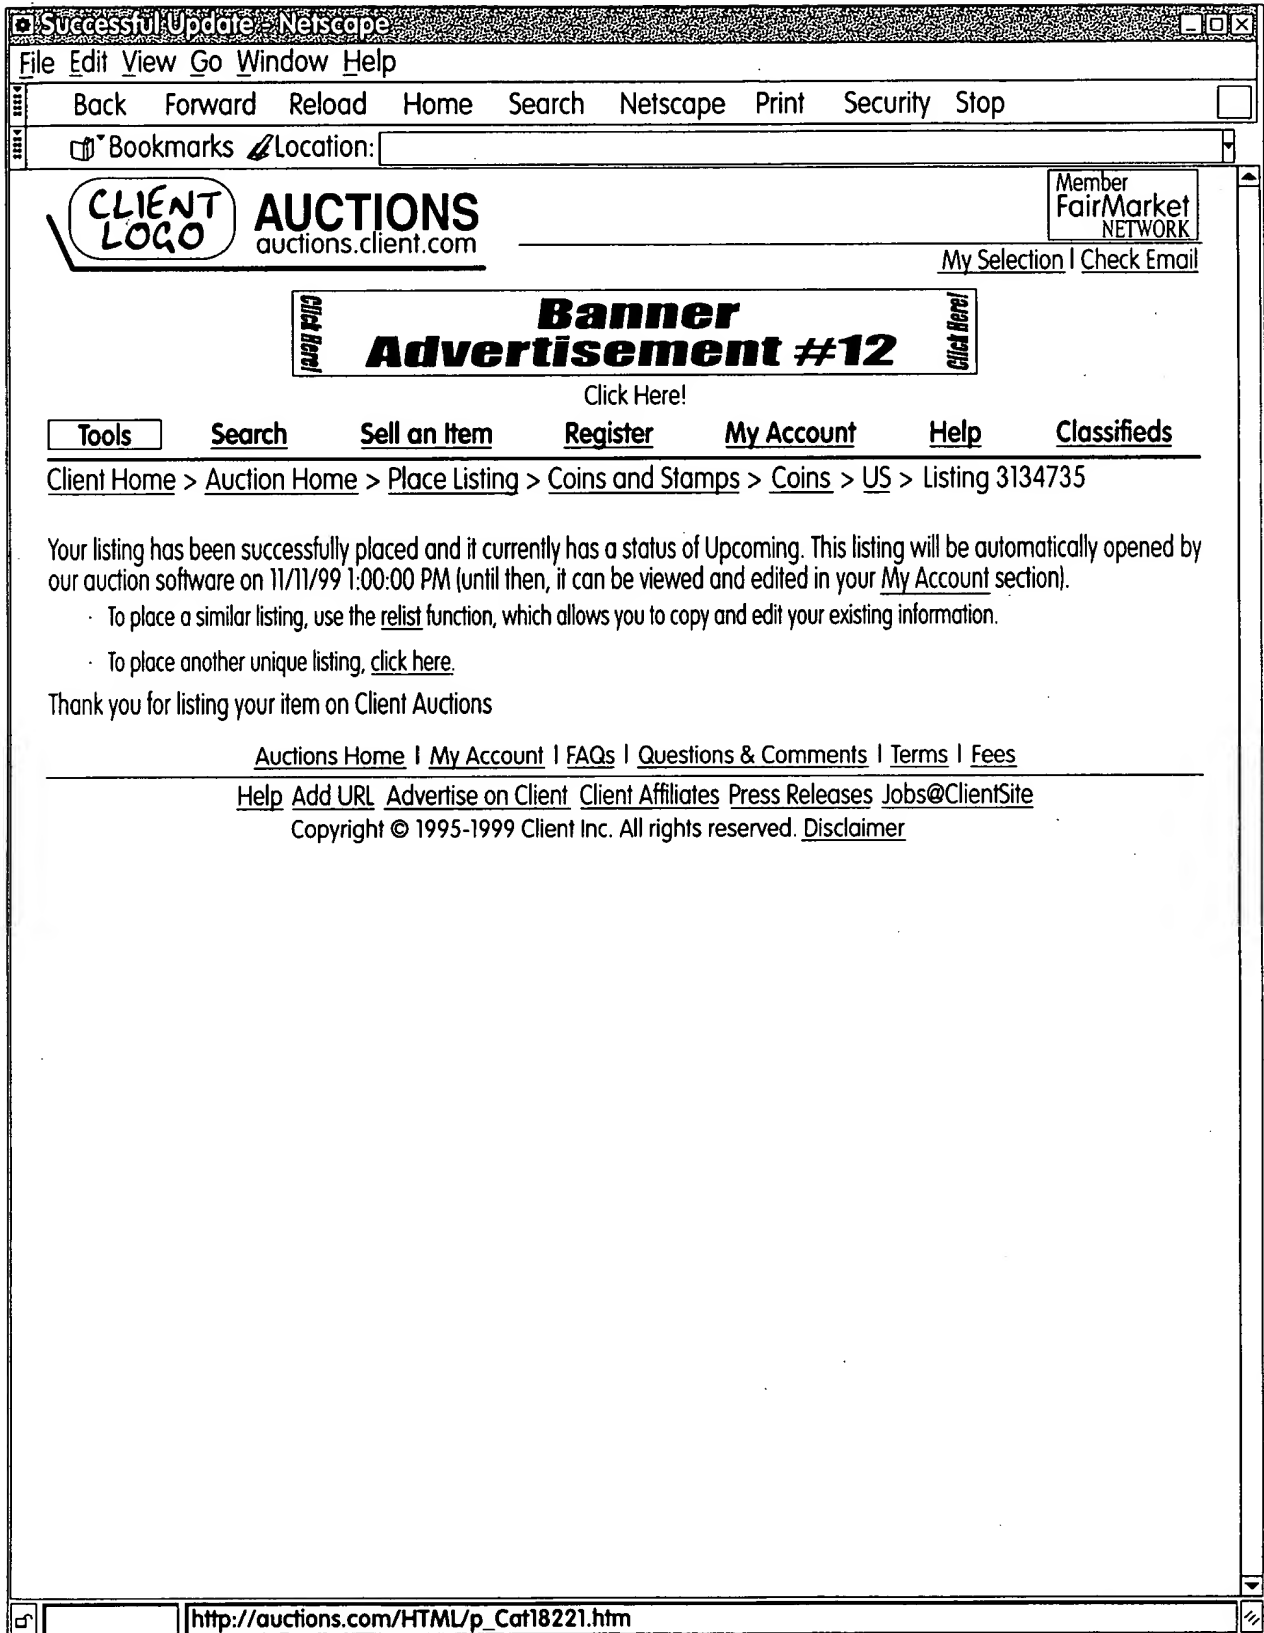 Successful Update - Netscape
File Edit View Go Window Help
Back Forward Reload Home Search Netscape Print Security Stop
Bookmarks Location:
CLIENT
LOGO
AUCTIONS
auctions.client.com
Member
FairMarket
NETWORK
My Selection | Check Email
Click Here!
Banner
Advertisement #12
Click Here!
Click Here!
Tools Search Sell an Item Register My Account Help Classifieds
Client Home > Auction Home > Place Listing > Coins and Stamps > Coins > US > Listing 3134735
Your listing has been successfully placed and it currently has a status of Upcoming. This listing will be automatically opened by
our auction software on 11/11/99 1:00:00 PM (until then, it can be viewed and edited in your My Account section).
· To place a similar listing, use the relist function, which allows you to copy and edit your existing information.
· To place another unique listing, click here.
Thank you for listing your item on Client Auctions
Auctions Home | My Account | FAQs | Questions & Comments | Terms | Fees
Help Add URL Advertise on Client Client Affiliates Press Releases Jobs@ClientSite
Copyright © 1995-1999 Client Inc. All rights reserved. Disclaimer
http://auctions.com/HTML/p_Cat18221.htm